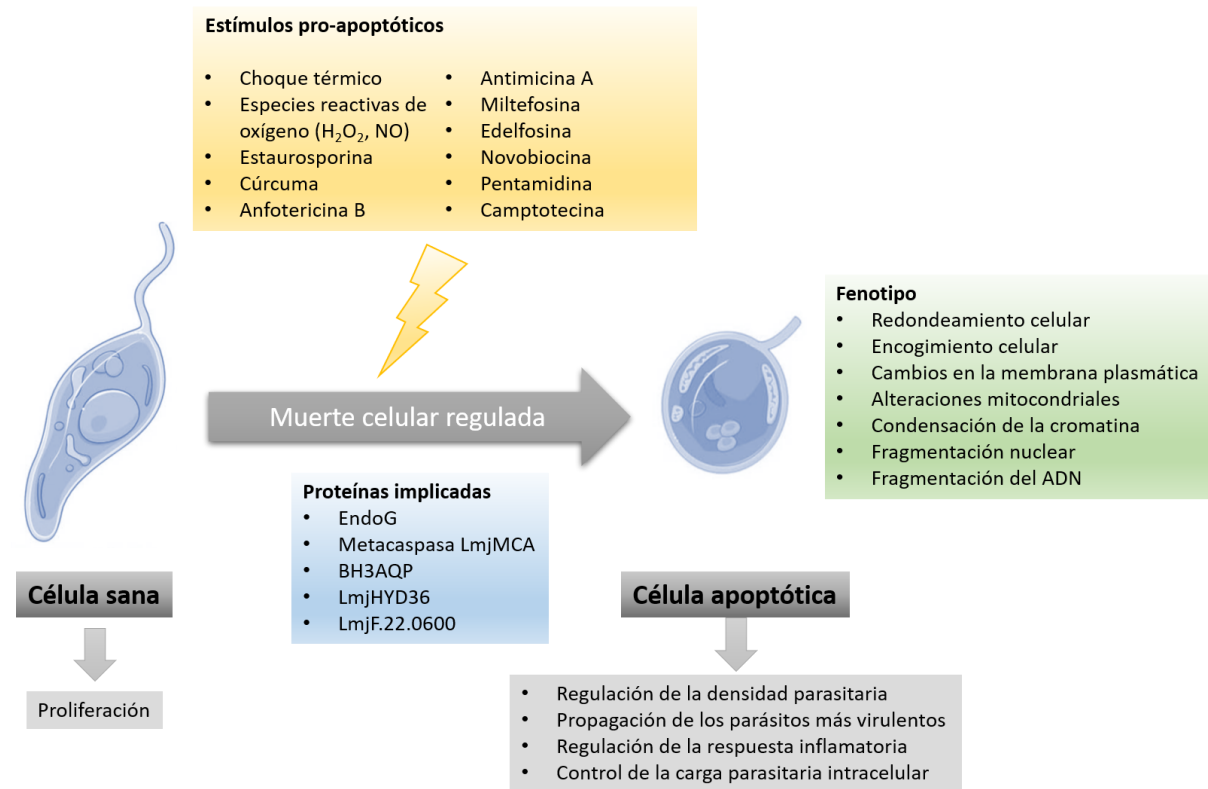 Estímulos pro-apoptóticos
• Choque térmico
• Especies reactivas de
oxígeno (H₂O₂, NO)
• Estaurosporina
• Cúrcuma
• Anfotericina B
• Antimicina A
• Miltefosina
• Edelfosina
• Novobiocina
• Pentamidina
• Camptotecina
Muerte celular regulada
Fenotipo
• Redondeamiento celular
• Encogimiento celular
• Cambios en la membrana plasmática
• Alteraciones mitocondriales
• Condensación de la cromatina
• Fragmentación nuclear
• Fragmentación del ADN
Proteínas implicadas
• EndoG
• Metacaspasa LmjMCA
• BH3AQP
• LmjHYD36
• LmjF.22.0600
Célula sana
Proliferación
Célula apoptótica
• Regulación de la densidad parasitaria
• Propagación de los parásitos más virulentos
• Regulación de la respuesta inflamatoria
• Control de la carga parasitaria intracelular